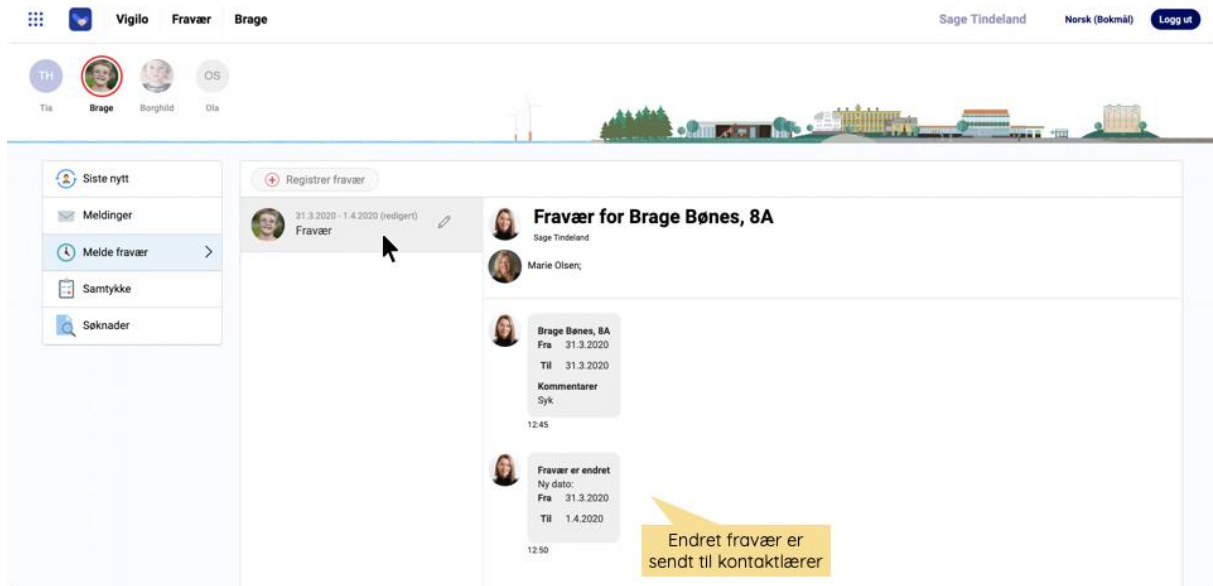 Vigilo Fravær Brage Sage Tindeland Norsk (Bokmål) Logg ut
TH OS
Tia Brage Borghild Ola
Siste nytt
Meldinger
Melde fravær
Samtykke
Søknader
Registrer fravær
31.3.2020 - 1.4.2020 (redigert)
Fravær
Fravær for Brage Bønes, 8A
Sage Tindeland
Marie Olsen;
Brage Bønes, 8A
Fra 31.3.2020
Til 31.3.2020
Kommentarer
Syk
12:45
Fravær er endret
Ny dato:
Fra 31.3.2020
Til 1.4.2020
12:50
Endret fravær er
sendt til kontaktlærer